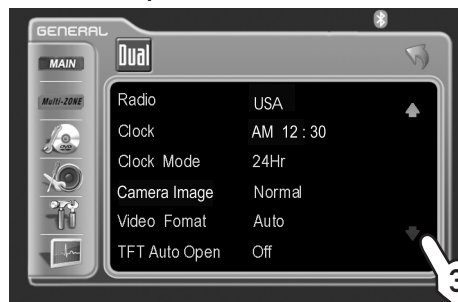 GENERAL
MAIN
Dual
Multi-ZONE
DVD
Radio USA
Clock AM 12 : 30
Clock Mode 24Hr
Camera Image Normal
Video Fomat Auto
TFT Auto Open Off
3